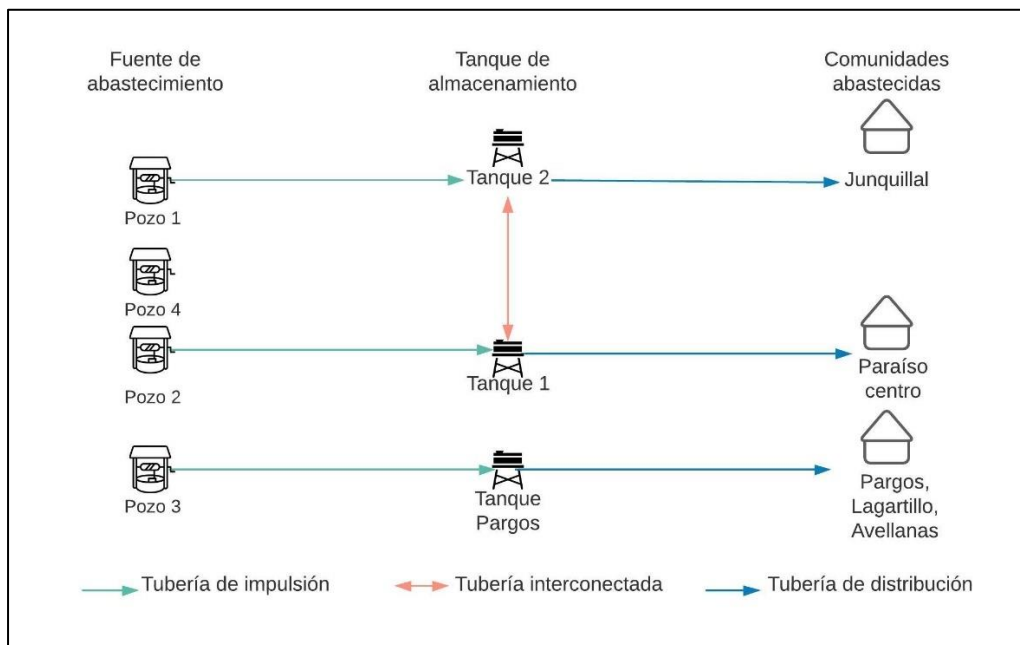 Fuente de
abastecimiento
Tanque de
almacenamiento
Comunidades
abastecidas
Pozo 1
Tanque 2
Junquillal
Pozo 4
Pozo 2
Tanque 1
Paraíso
centro
Pozo 3
Tanque
Pargos
Pargos,
Lagartillo,
Avellanas
Tubería de impulsión
Tubería interconectada
Tubería de distribución